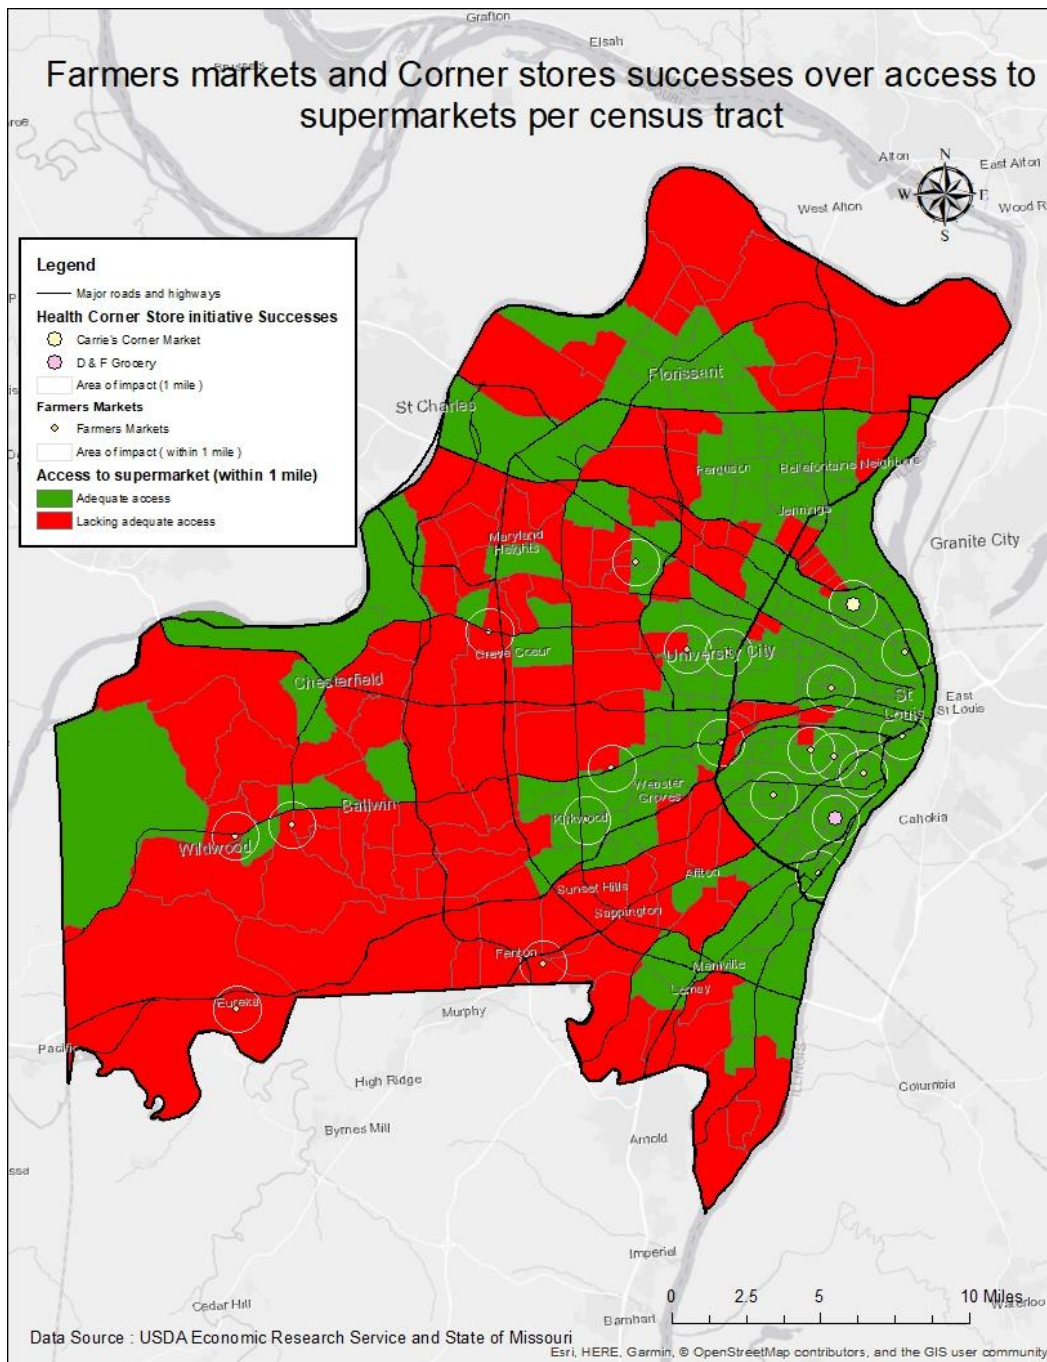 Grafton
Elsah
Farmers markets and Corner stores successes over access to
supermarkets per census tract
Alton
East Alton
West Alton
Wood R
N
W
E
S
Legend
Major roads and highways
Health Corner Store initiative Successes
Carrie's Corner Market
D & F Grocery
Area of impact (1 mile )
Farmers Markets
Farmers Markets
Area of impact ( within 1 mile )
Access to supermarket (within 1 mile)
Adequate access
Lacking adequate access
Florissant
St Charles
Ferguson
Bellefontaine Neighbors
Jennings
Maryland
Heights
Granite City
Creve Coeur
University City
Chesterfield
St
Louis
East
St Louis
Webster
Groves
Ballwin
Kirkwood
Cahokia
Wildwood
Affton
Sunset Hills
Sappington
Fenton
Mehlville
Lemay
Eureka
Murphy
Pacific
High Ridge
ILLINOIS
Columbia
Byrnes Mill
Arnold
Imperial
Cedar Hill
Barnhart
Waterloo
0 2.5 5 10 Miles
Data Source : USDA Economic Research Service and State of Missouri
Esri, HERE, Garmin, © OpenStreetMap contributors, and the GIS user community